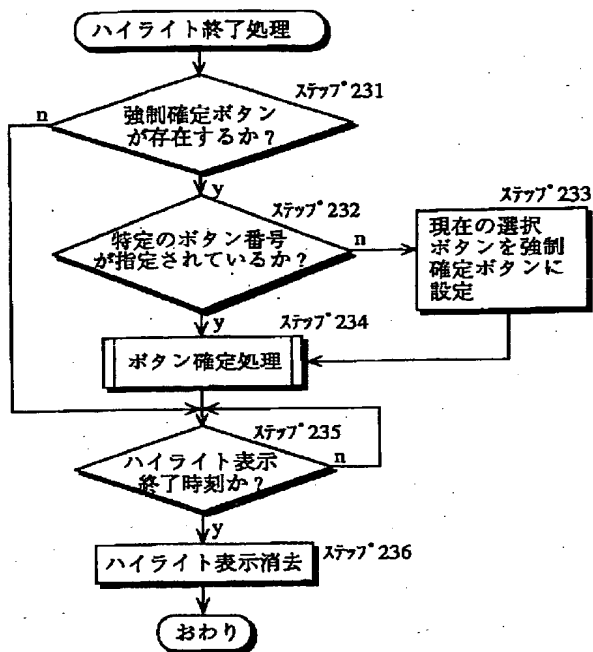 ハイライト終了処理
ステップ231
強制確定ボタン
が存在するか？
n
y
ステップ232
特定のボタン番号
が指定されているか？
n
ステップ233
現在の選択
ボタンを強制
確定ボタンに
設定
y
ステップ234
ボタン確定処理
ステップ235
ハイライト表示
終了時刻か？
n
y
ハイライト表示消去
ステップ236
おわり